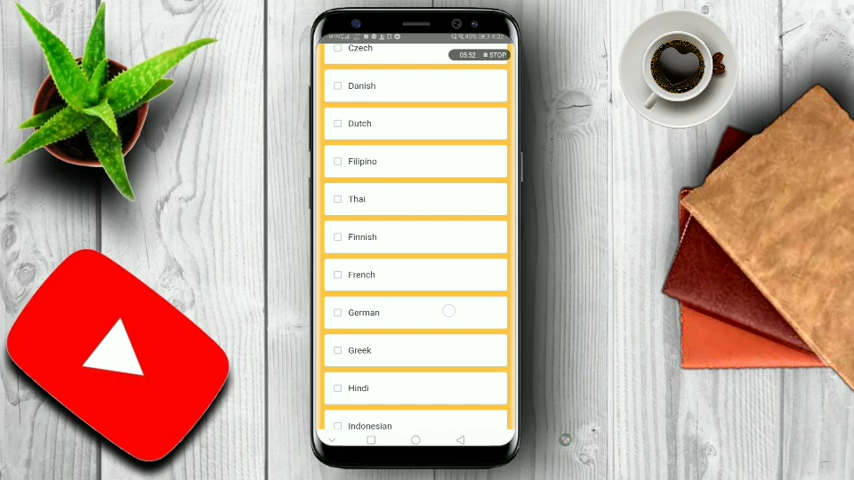 Czech
05:52 STOP
Danish
Dutch
Filipino
Thai
Finnish
French
German
Greek
Hindi
Indonesian